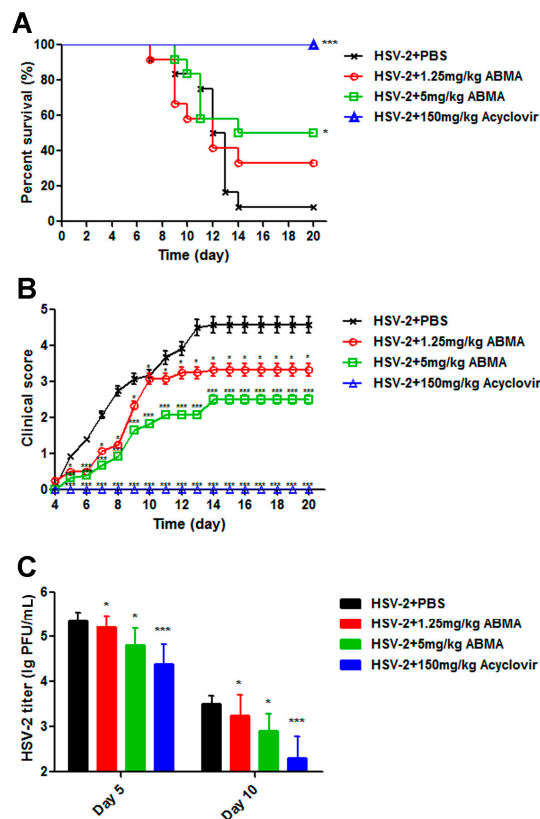 A
Percent survival (%)
100
80
60
40
20
0
0 2 4 6 8 10 12 14 16 18 20
Time (day)
***
*
HSV-2+PBS
HSV-2+1.25mg/kg ABMA
HSV-2+5mg/kg ABMA
HSV-2+150mg/kg Acyclovir
B
Clinical score
5
4
3
2
1
0
4 6 8 10 12 14 16 18 20
Time (day)
HSV-2+PBS
HSV-2+1.25mg/kg ABMA
HSV-2+5mg/kg ABMA
HSV-2+150mg/kg Acyclovir
C
HSV-2 titer (lg PFU/mL)
6
5
4
3
2
* * ***
* * ***
Day 5 Day 10
HSV-2+PBS
HSV-2+1.25mg/kg ABMA
HSV-2+5mg/kg ABMA
HSV-2+150mg/kg Acyclovir